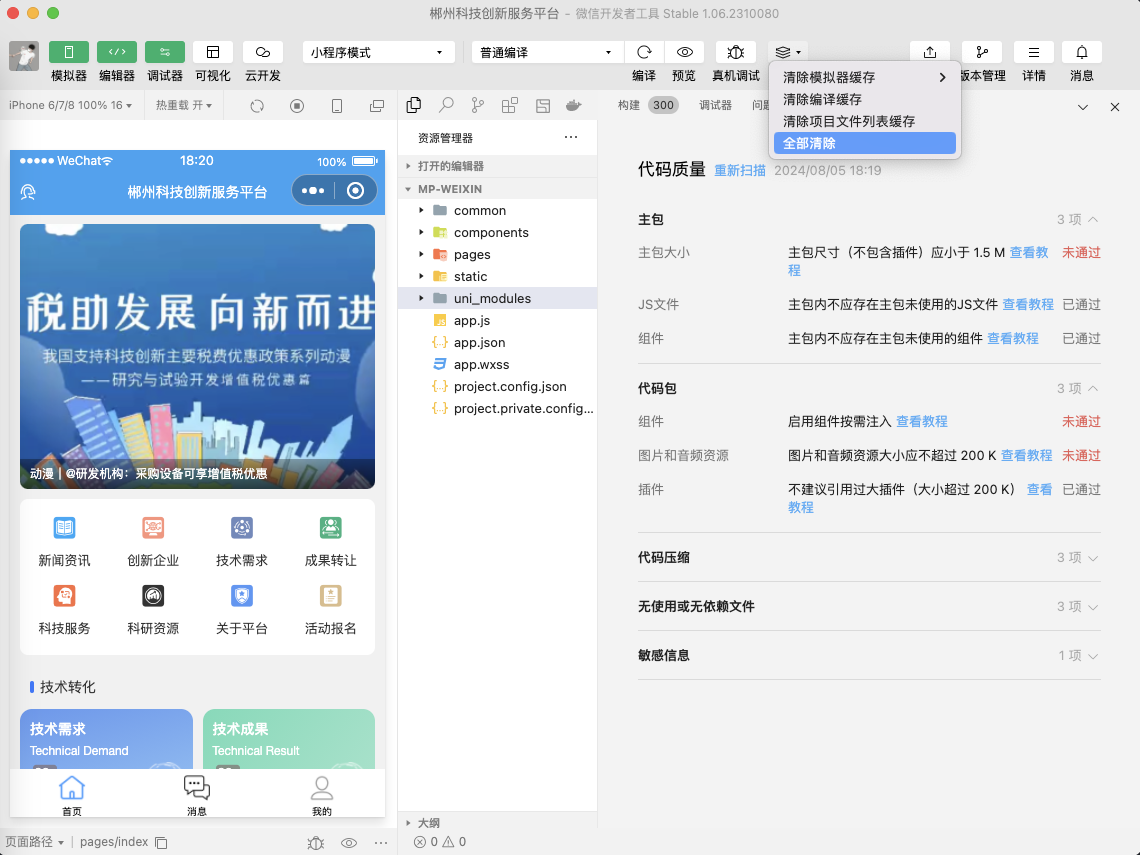 郴州科技创新服务平台 - 微信开发者工具 Stable 1.06.2310080
小程序模式
普通编译
模拟器 编辑器 调试器 可视化 云开发
编译 预览 真机调试
版本管理 详情 消息
清除模拟器缓存
清除编译缓存
清除项目文件列表缓存
全部清除
iPhone 6/7/8 100% 16
热重载 开
构建 300 调试器 问题
WeChat 18:20 100%
郴州科技创新服务平台
税助发展 向新而进
我国支持科技创新主要税费优惠政策系列动漫
——研究与试验开发增值税优惠篇
动漫 | @研发机构：采购设备可享增值税优惠
新闻资讯 创新企业 技术需求 成果转让
科技服务 科研资源 关于平台 活动报名
技术转化
技术需求
Technical Demand
技术成果
Technical Result
首页 消息 我的
页面路径 pages/index
资源管理器
打开的编辑器
MP-WEIXIN
common
components
pages
static
uni_modules
app.js
app.json
app.wxss
project.config.json
project.private.config...
大纲
0 0
代码质量 重新扫描 2024/08/05 18:19
主包 3 项
主包大小 主包尺寸（不包含插件）应小于 1.5 M 查看教程 未通过
JS文件 主包内不应存在主包未使用的JS文件 查看教程 已通过
组件 主包内不应存在主包未使用的组件 查看教程 已通过
代码包 3 项
组件 启用组件按需注入 查看教程 未通过
图片和音频资源 图片和音频资源大小应不超过 200 K 查看教程 未通过
插件 不建议引用过大插件（大小超过 200 K） 查看教程 已通过
代码压缩 3 项
无使用或无依赖文件 3 项
敏感信息 1 项